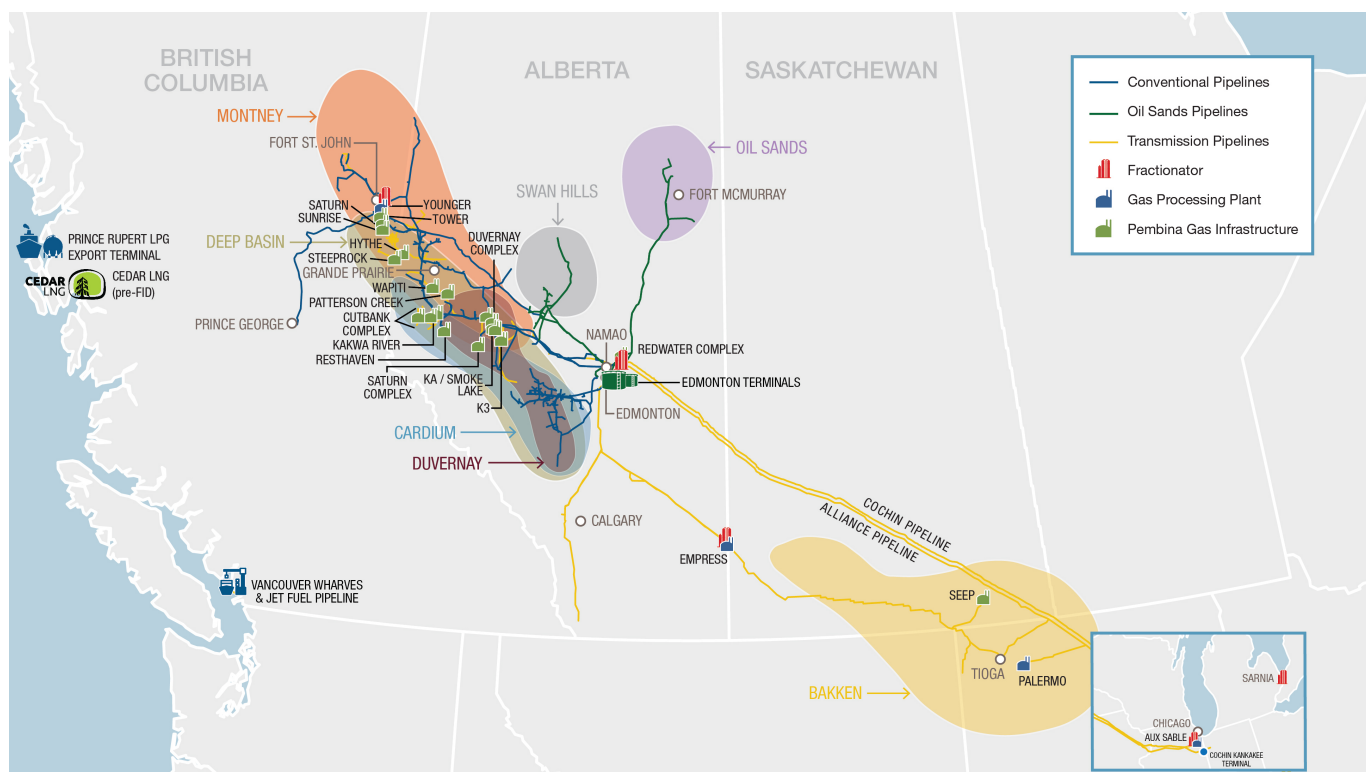 BRITISH
COLUMBIA
ALBERTA
SASKATCHEWAN
Conventional Pipelines
Oil Sands Pipelines
Transmission Pipelines
Fractionator
Gas Processing Plant
Pembina Gas Infrastructure
MONTNEY
FORT ST. JOHN
OIL SANDS
SWAN HILLS
FORT MCMURRAY
SATURN
SUNRISE
YOUNGER
TOWER
DEEP BASIN
HYTHE
STEEPROCK
DUVERNAY
COMPLEX
GRANDE PRAIRIE
WAPITI
PATTERSON CREEK
CUTBANK
COMPLEX
KAKWA RIVER
RESTHAVEN
SATURN
COMPLEX
KA / SMOKE
LAKE
K3
PRINCE RUPERT LPG
EXPORT TERMINAL
CEDAR
LNG
CEDAR LNG
(pre-FID)
PRINCE GEORGE
NAMAO
REDWATER COMPLEX
EDMONTON TERMINALS
EDMONTON
CARDIUM
DUVERNAY
CALGARY
COCHIN PIPELINE
ALLIANCE PIPELINE
EMPRESS
VANCOUVER WHARVES
& JET FUEL PIPELINE
SEEP
TIOGA
PALERMO
BAKKEN
SARNIA
CHICAGO
AUX SABLE
COCHIN KANKAKEE
TERMINAL